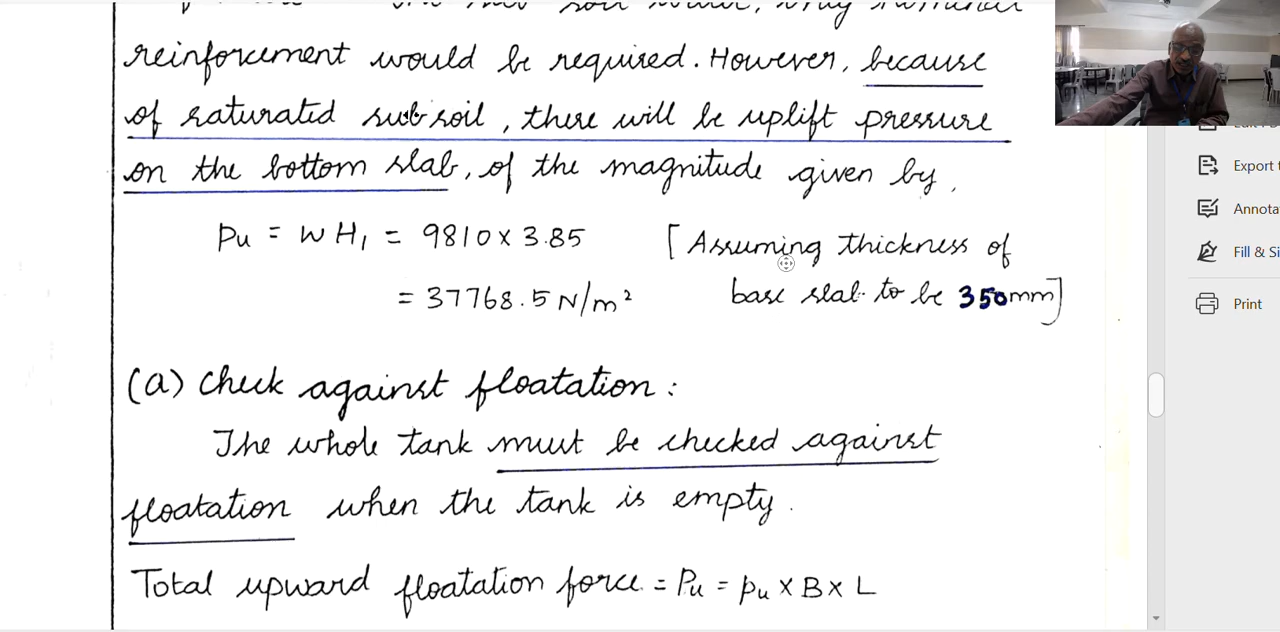 reinforcement would be required. However, because
of saturated sub soil, there will be uplift pressure
on the bottom slab, of the magnitude given by,
Pu = WH₁ = 9810 x 3.85 [Assuming thickness of
= 37768.5 N/m² base slab to be 350mm]
(a) Check against floatation:
The whole tank must be checked against
floatation when the tank is empty.
Total upward floatation force = Pu = pu x B x L
Export
Annota
Fill & Si
Print